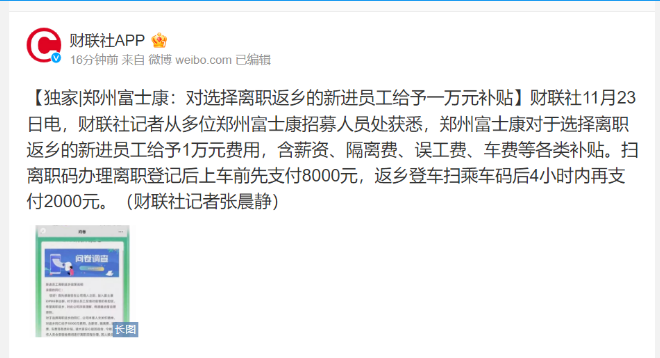 财联社APP
16分钟前 来自 微博 weibo.com 已编辑
【独家|郑州富士康：对选择离职返乡的新进员工给予一万元补贴】财联社11月23
日电，财联社记者从多位郑州富士康招募人员处获悉，郑州富士康对于选择离职
返乡的新进员工给予1万元费用，含薪资、隔离费、误工费、车费等各类补贴。扫
离职码办理离职登记后上车前先支付8000元，返乡登车扫乘车码后4小时内再支
付2000元。（财联社记者张晨静）
问卷调查
长图